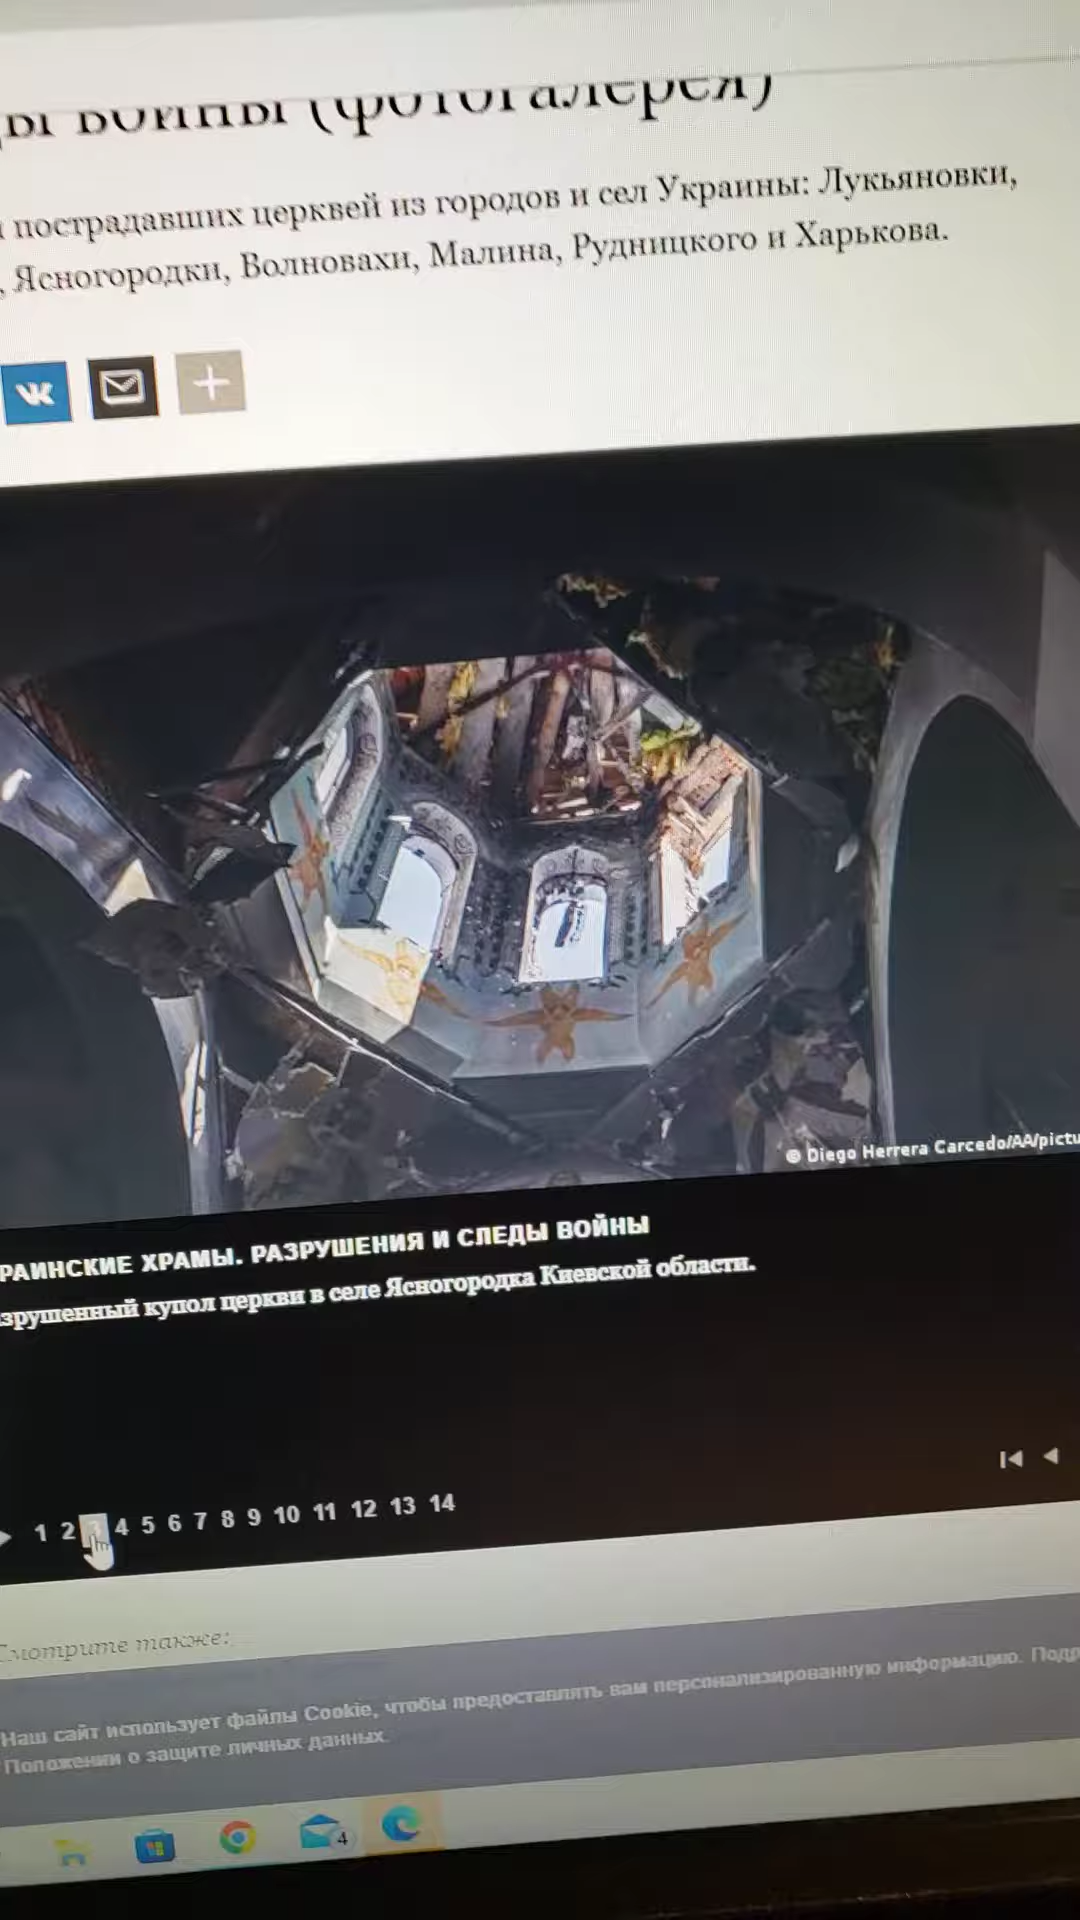 ды войны (фотогалерея)
пострадавших церквей из городов и сел Украины: Лукьяновки,
, Ясногородки, Волновахи, Малина, Рудницкого и Харькова.
© Diego Herrera Carcedo/AA/pictu
РАИНСКИЕ ХРАМЫ. РАЗРУШЕНИЯ И СЛЕДЫ ВОЙНЫ
зрушенный купол церкви в селе Ясногородка Киевской области.
1 2 3 4 5 6 7 8 9 10 11 12 13 14
Смотрите также:
Наш сайт использует файлы Cookie, чтобы предоставлять вам персонализированную информацию. Подр
Положении о защите личных данных.
4